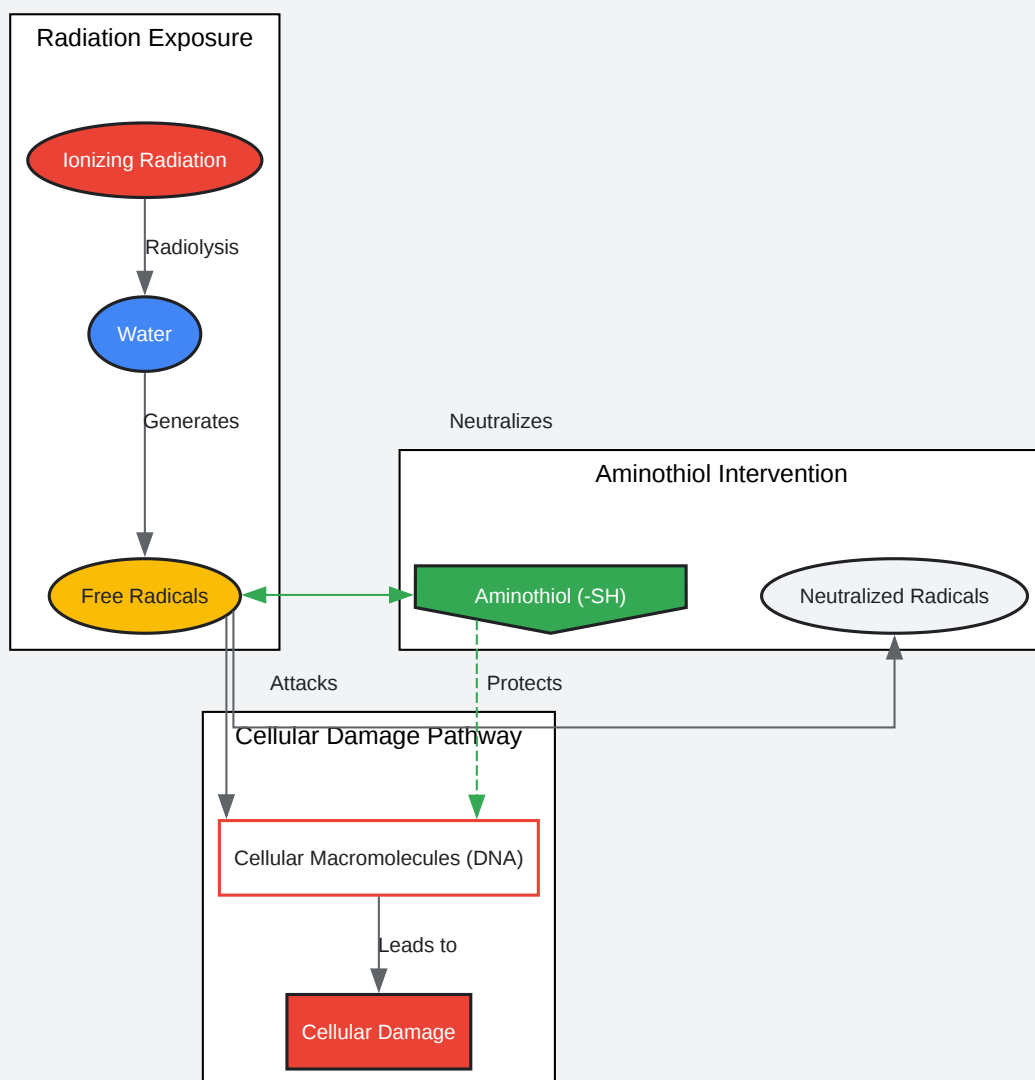 Radiation Exposure
Ionizing Radiation
Radiolysis
Water
Generates
Neutralizes
Aminothiol Intervention
Free Radicals
Aminothiol (-SH)
Neutralized Radicals
Attacks
Protects
Cellular Damage Pathway
Cellular Macromolecules (DNA)
Leads to
Cellular Damage